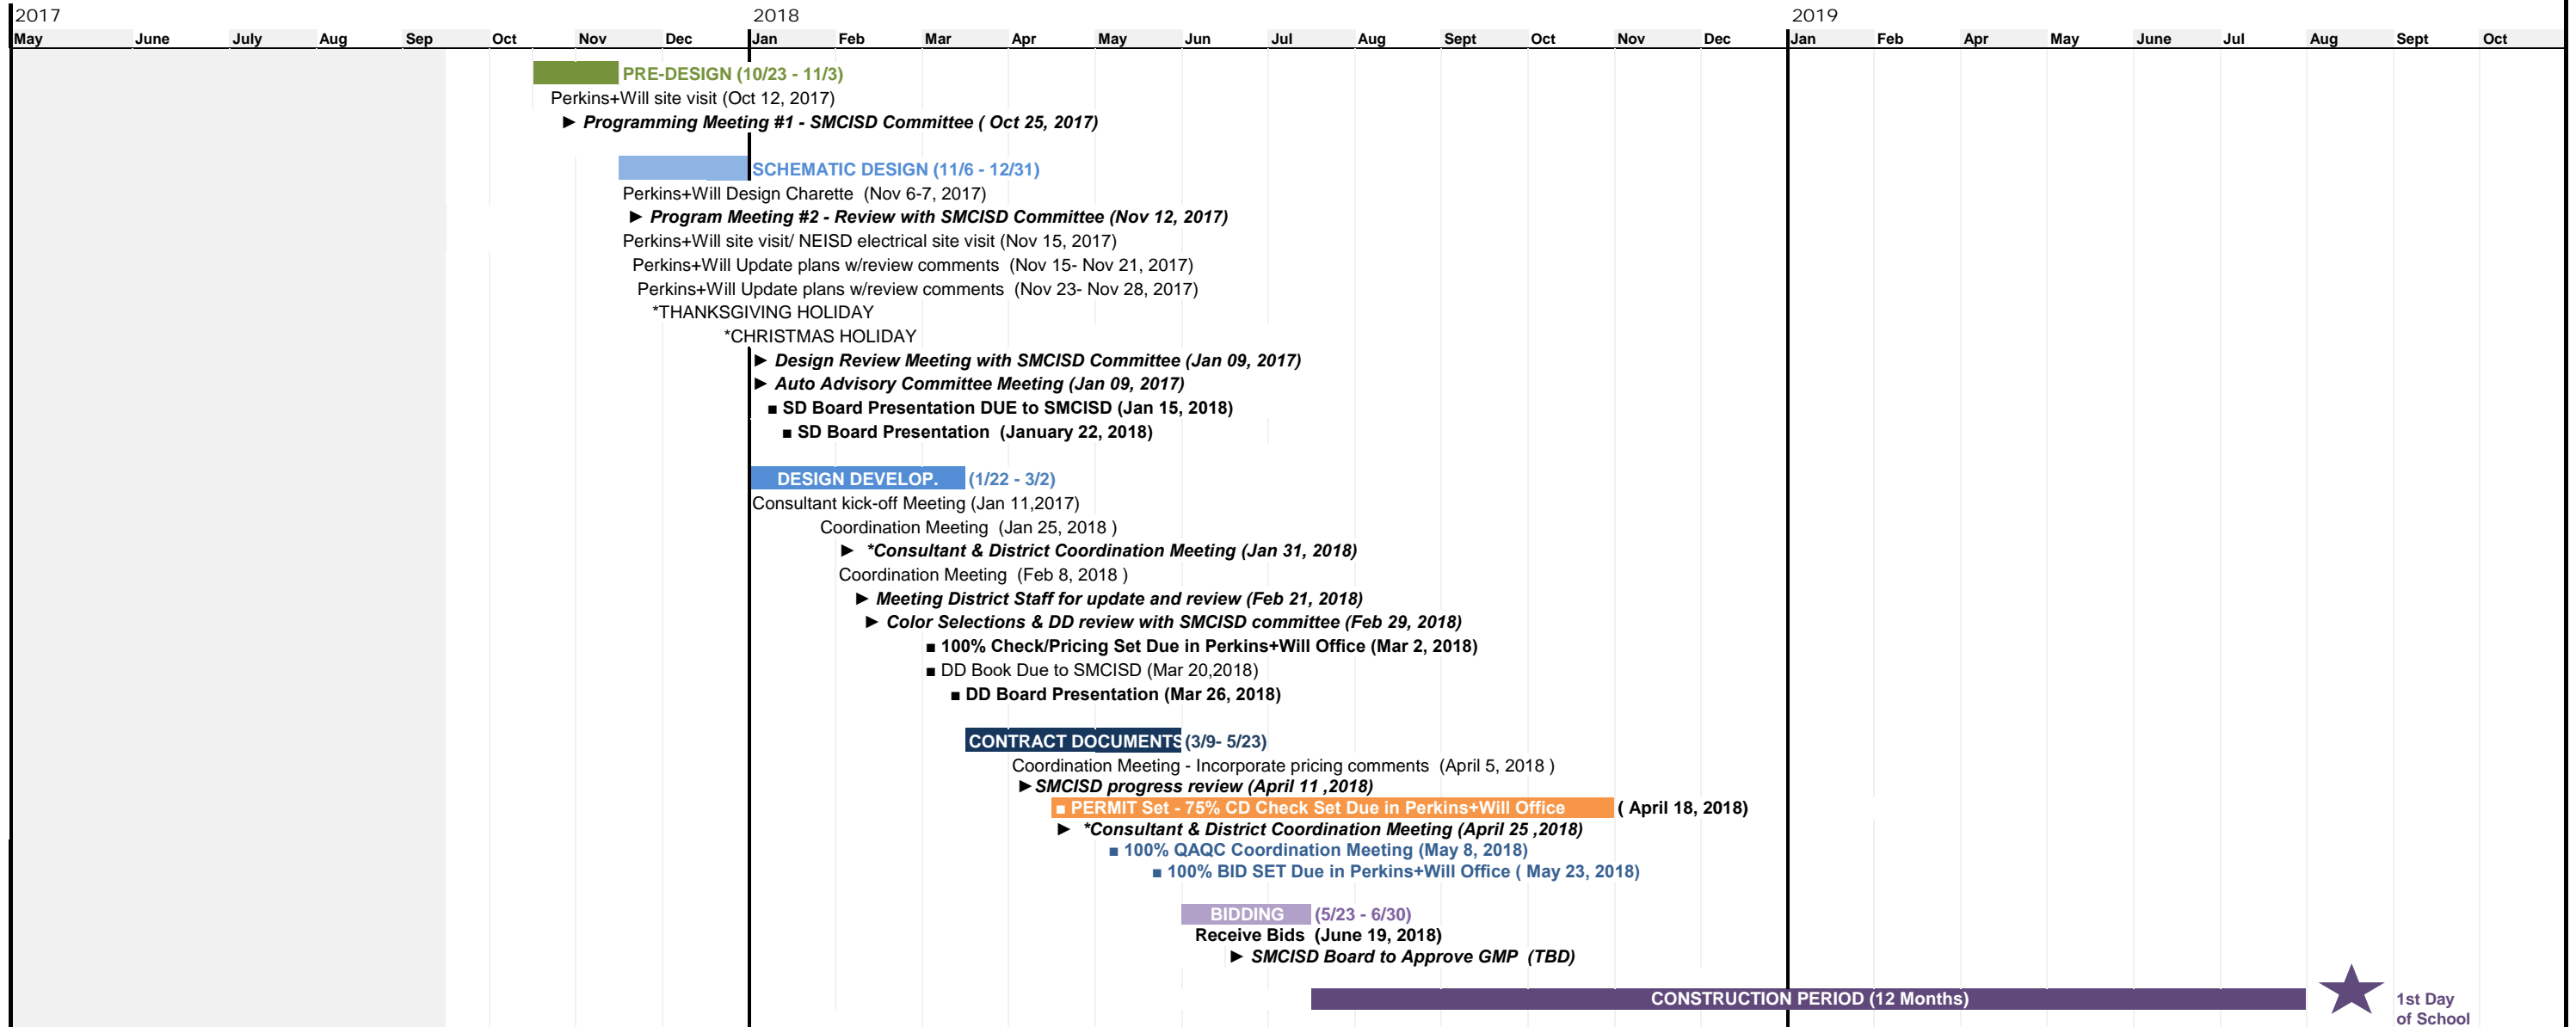 2017 2018 2019
May June July Aug Sep Oct Nov Dec Jan Feb Mar Apr May Jun Jul Aug Sept Oct Nov Dec Jan Feb Apr May June Jul Aug Sept Oct
PRE-DESIGN (10/23 - 11/3)
Perkins+Will site visit (Oct 12, 2017)
► Programming Meeting #1 - SMCISD Committee ( Oct 25, 2017)
SCHEMATIC DESIGN (11/6 - 12/31)
Perkins+Will Design Charette (Nov 6-7, 2017)
► Program Meeting #2 - Review with SMCISD Committee (Nov 12, 2017)
Perkins+Will site visit/ NEISD electrical site visit (Nov 15, 2017)
Perkins+Will Update plans w/review comments (Nov 15- Nov 21, 2017)
Perkins+Will Update plans w/review comments (Nov 23- Nov 28, 2017)
*THANKSGIVING HOLIDAY
*CHRISTMAS HOLIDAY
► Design Review Meeting with SMCISD Committee (Jan 09, 2017)
► Auto Advisory Committee Meeting (Jan 09, 2017)
■ SD Board Presentation DUE to SMCISD (Jan 15, 2018)
■ SD Board Presentation (January 22, 2018)
DESIGN DEVELOP. (1/22 - 3/2)
Consultant kick-off Meeting (Jan 11,2017)
Coordination Meeting (Jan 25, 2018 )
► *Consultant & District Coordination Meeting (Jan 31, 2018)
Coordination Meeting (Feb 8, 2018 )
► Meeting District Staff for update and review (Feb 21, 2018)
► Color Selections & DD review with SMCISD committee (Feb 29, 2018)
■ 100% Check/Pricing Set Due in Perkins+Will Office (Mar 2, 2018)
■ DD Book Due to SMCISD (Mar 20,2018)
■ DD Board Presentation (Mar 26, 2018)
CONTRACT DOCUMENTS (3/9- 5/23)
Coordination Meeting - Incorporate pricing comments (April 5, 2018 )
► SMCISD progress review (April 11 ,2018)
■ PERMIT Set - 75% CD Check Set Due in Perkins+Will Office ( April 18, 2018)
► *Consultant & District Coordination Meeting (April 25 ,2018)
■ 100% QAQC Coordination Meeting (May 8, 2018)
■ 100% BID SET Due in Perkins+Will Office ( May 23, 2018)
BIDDING (5/23 - 6/30)
Receive Bids (June 19, 2018)
► SMCISD Board to Approve GMP (TBD)
CONSTRUCTION PERIOD (12 Months)
1st Day
of School